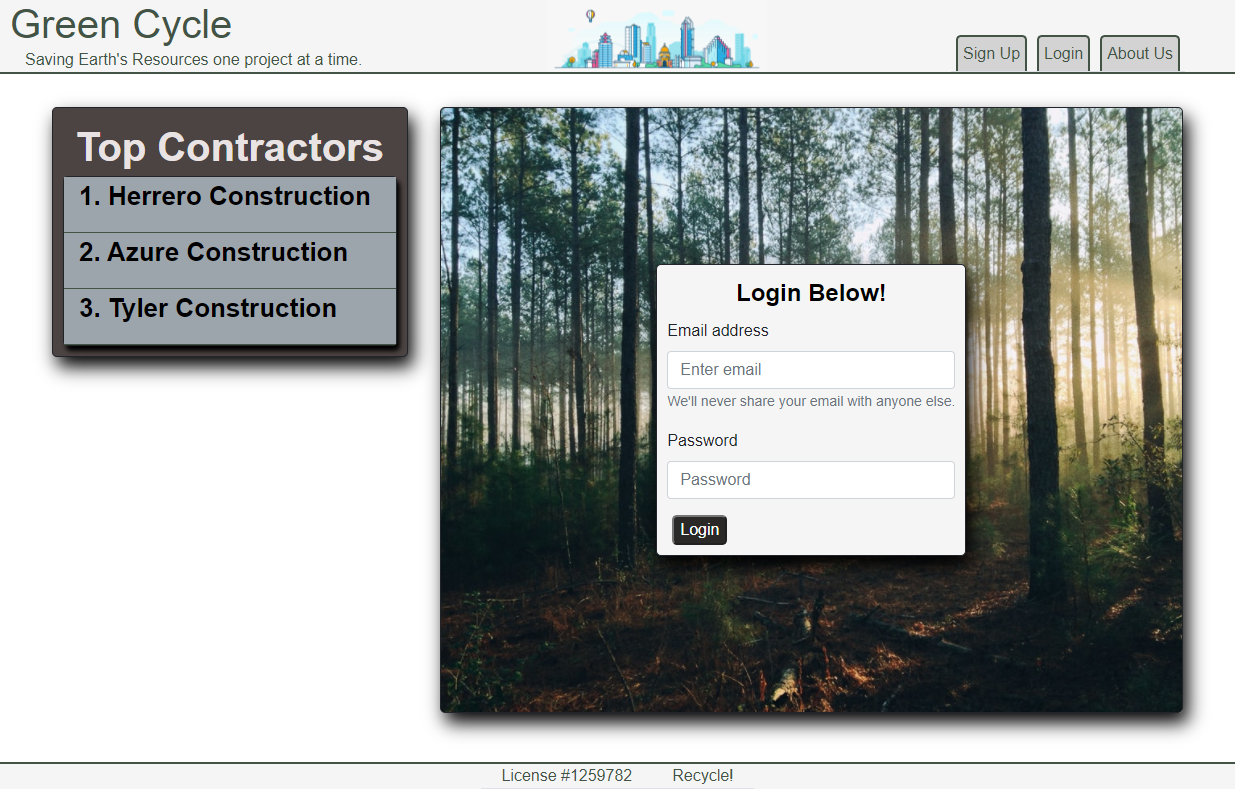 Green Cycle
Saving Earth's Resources one project at a time.
Sign Up
Login
About Us
Top Contractors
1. Herrero Construction
2. Azure Construction
3. Tyler Construction
Login Below!
Email address
Enter email
We'll never share your email with anyone else.
Password
Password
Login
License #1259782
Recycle!